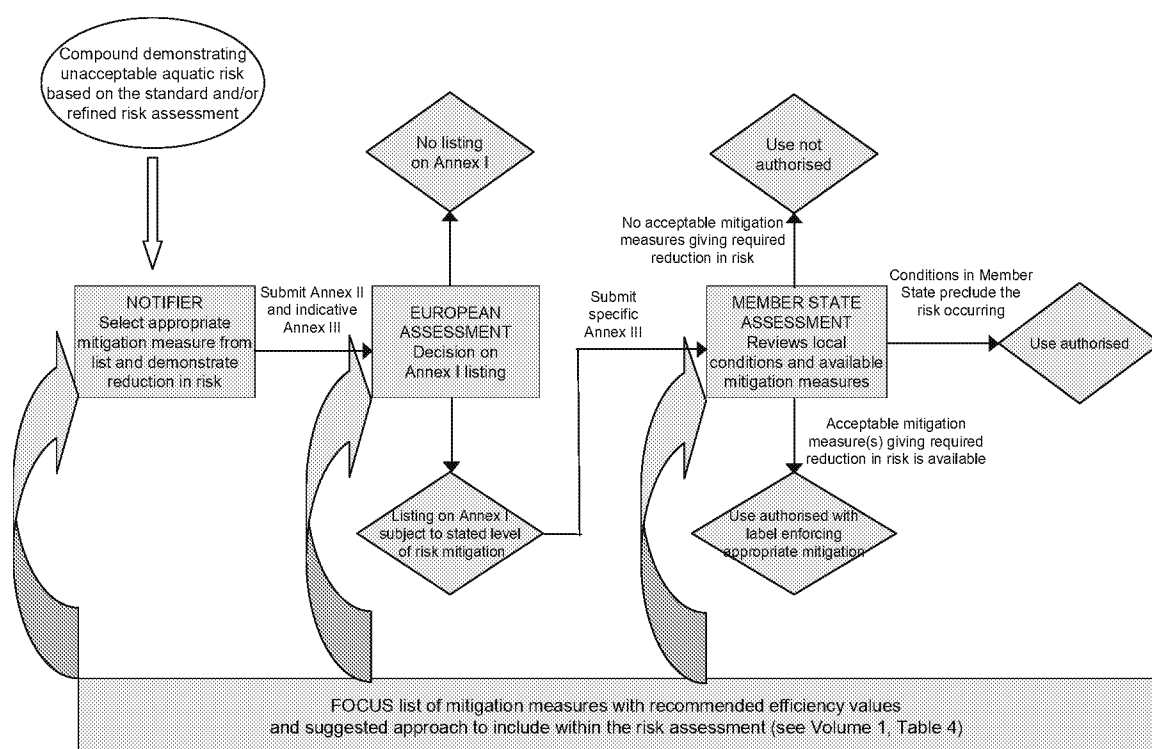 Compound demonstrating
unacceptable aquatic risk
based on the standard and/or
refined risk assessment
No listing
on Annex I
Use not
authorised
No acceptable mitigation
measures giving required
reduction in risk
Conditions in Member
State preclude the
risk occurring
NOTIFIER
Select appropriate
mitigation measure from
list and demonstrate
reduction in risk
Submit Annex II
and indicative
Annex III
EUROPEAN
ASSESSMENT
Decision on
Annex I listing
Submit
specific
Annex III
MEMBER STATE
ASSESSMENT
Reviews local
conditions and available
mitigation measures
Use authorised
Acceptable mitigation
measure(s) giving required
reduction in risk is available
Listing on Annex I
subject to stated level
of risk mitigation
Use authorised with
label enforcing
appropriate mitigation
FOCUS list of mitigation measures with recommended efficiency values
and suggested approach to include within the risk assessment (see Volume 1, Table 4)